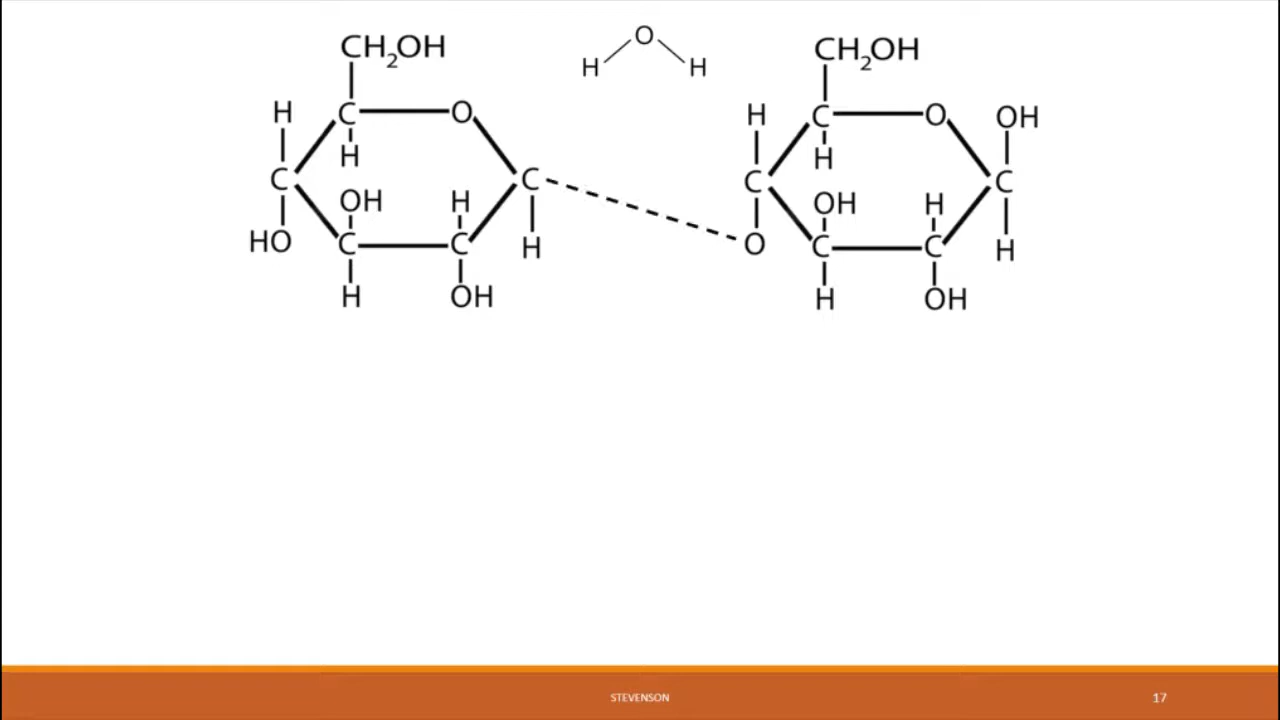 CH2OH O CH2OH
H H
H C O H C O OH
H H
C C C C
OH H OH H
HO C C H O C C H
H OH H OH
STEVENSON 17